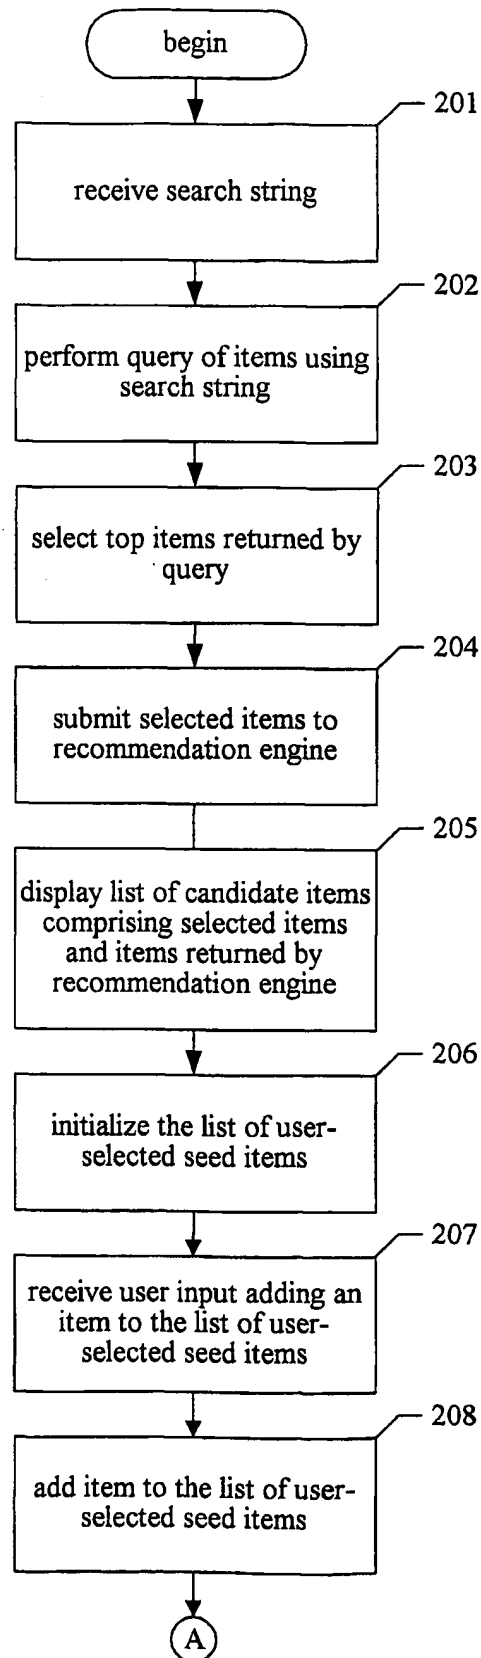 begin
201
receive search string
202
perform query of items using
search string
203
select top items returned by
query
204
submit selected items to
recommendation engine
205
display list of candidate items
comprising selected items
and items returned by
recommendation engine
206
initialize the list of user-
selected seed items
207
receive user input adding an
item to the list of user-
selected seed items
208
add item to the list of user-
selected seed items
A